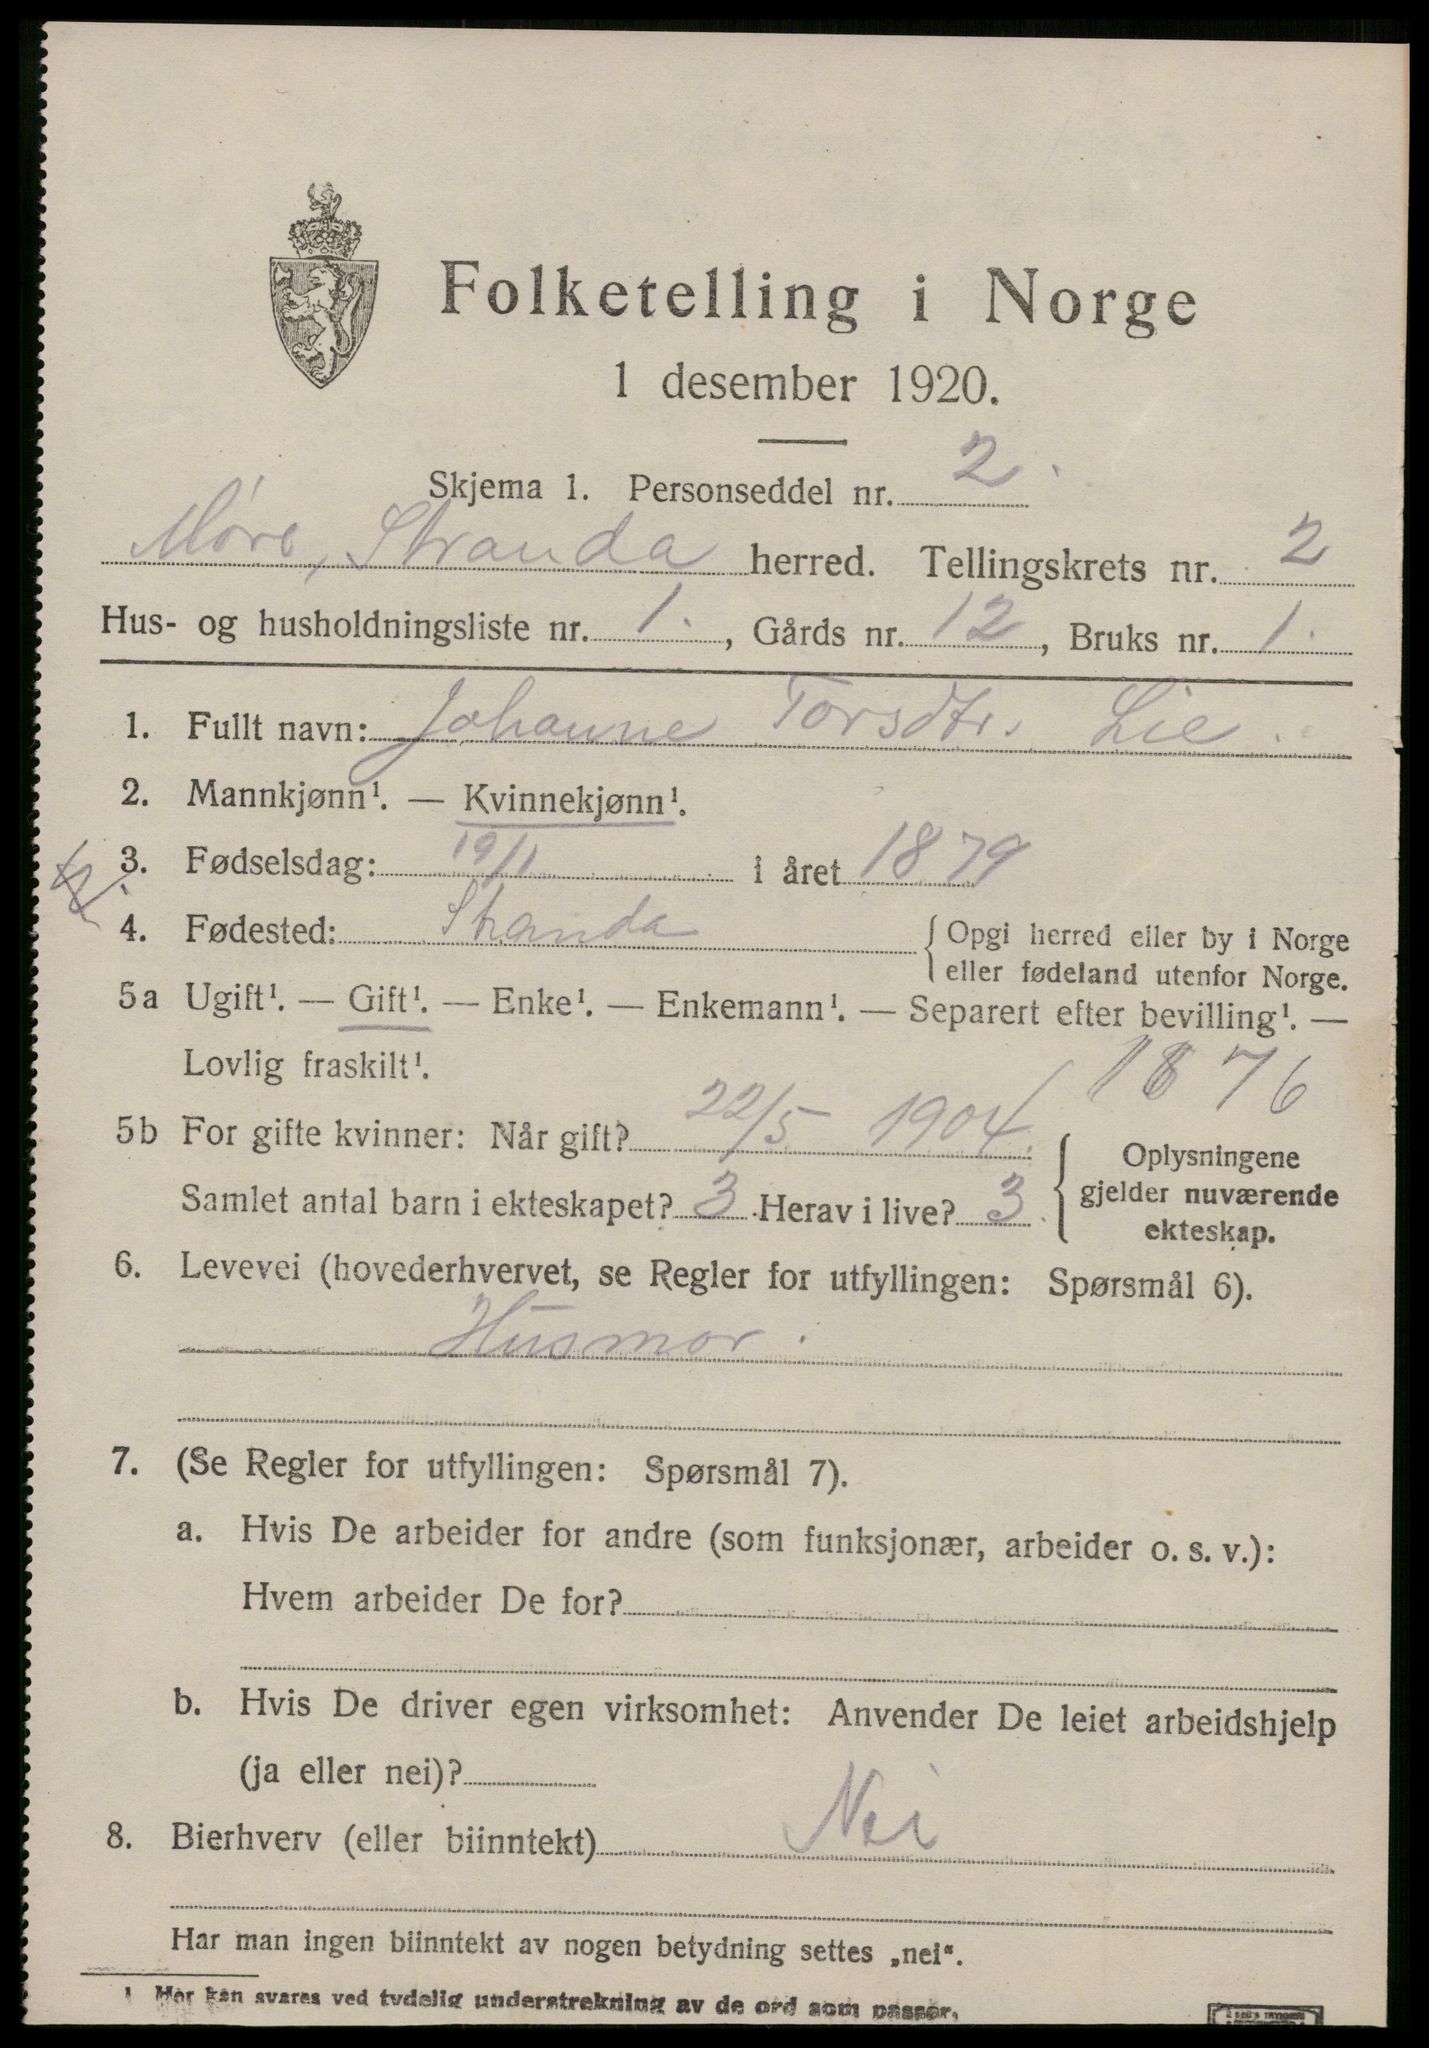 Folketelling i Norge
1 desember 1920.
Skjema 1. Personseddel nr. 2.
Møre, Stranda herred. Tellingskrets nr. 2
Hus- og husholdningsliste nr. 1., Gårds nr. 12, Bruks nr. 1.
1. Fullt navn: Johanne Torsdtr. Lie.
2. Mannkjønn¹. — Kvinnekjønn¹.
3. Fødselsdag: 19/1 i året 1879
4. Fødested: Stranda { Opgi herred eller by i Norge
eller fødeland utenfor Norge.
5a Ugift¹. — Gift¹. — Enke¹. — Enkemann¹. — Separert efter bevilling¹. —
Lovlig fraskilt¹.
1876
5b For gifte kvinner: Når gift? 22/5 1904.
Samlet antal barn i ekteskapet? 3. Herav i live? 3.
{ Oplysningene
gjelder nuværende
ekteskap.
6. Levevei (hovederhvervet, se Regler for utfyllingen: Spørsmål 6).
Husmor.
7. (Se Regler for utfyllingen: Spørsmål 7).
a. Hvis De arbeider for andre (som funksjonær, arbeider o. s. v.):
Hvem arbeider De for?
b. Hvis De driver egen virksomhet: Anvender De leiet arbeidshjelp
(ja eller nei)?
8. Bierhverv (eller biinntekt) Nei
Har man ingen biinntekt av nogen betydning settes „nei“.
1 Her kan svares ved tydelig understrekning av de ord som passer.